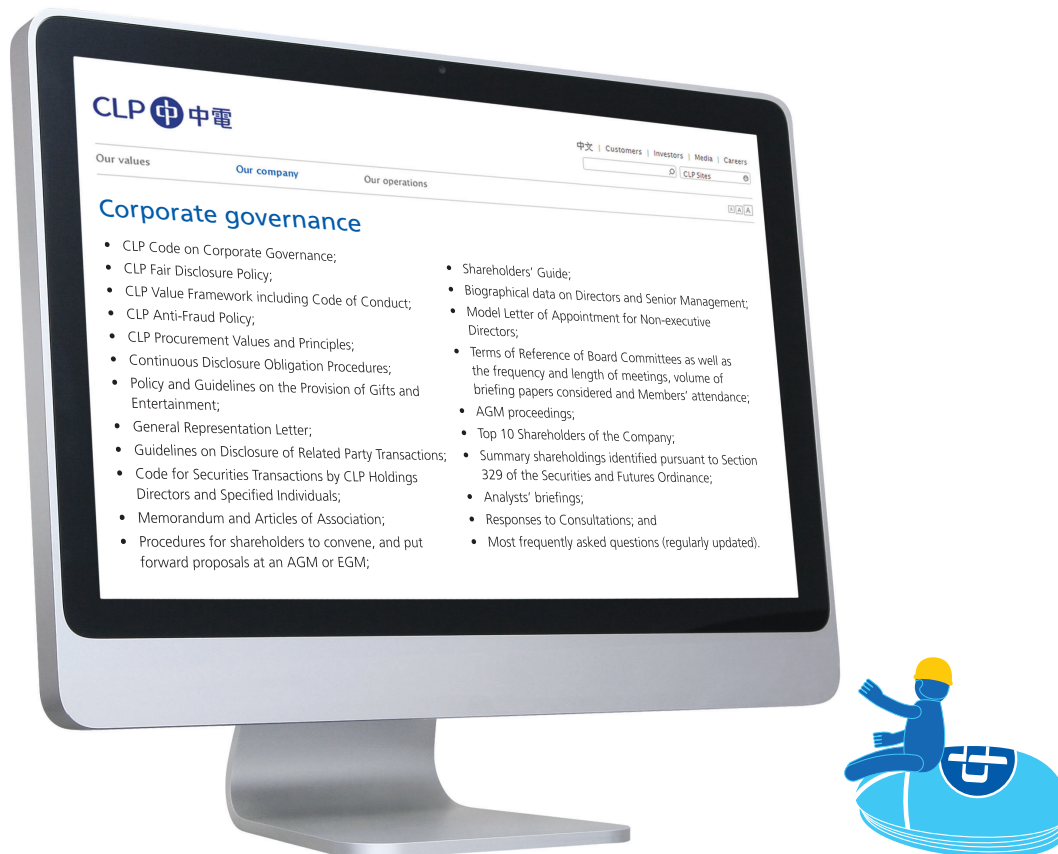 CLP 中電
中文 | Customers | Investors | Media | Careers
CLP Sites
Our values
Our company
Our operations
A A A
Corporate governance
• CLP Code on Corporate Governance;
• CLP Fair Disclosure Policy;
• CLP Value Framework including Code of Conduct;
• CLP Anti-Fraud Policy;
• CLP Procurement Values and Principles;
• Continuous Disclosure Obligation Procedures;
• Policy and Guidelines on the Provision of Gifts and
Entertainment;
• General Representation Letter;
• Guidelines on Disclosure of Related Party Transactions;
• Code for Securities Transactions by CLP Holdings
Directors and Specified Individuals;
• Memorandum and Articles of Association;
• Procedures for shareholders to convene, and put
forward proposals at an AGM or EGM;
• Shareholders' Guide;
• Biographical data on Directors and Senior Management;
• Model Letter of Appointment for Non-executive
Directors;
• Terms of Reference of Board Committees as well as
the frequency and length of meetings, volume of
briefing papers considered and Members' attendance;
• AGM proceedings;
• Top 10 Shareholders of the Company;
• Summary shareholdings identified pursuant to Section
329 of the Securities and Futures Ordinance;
• Analysts' briefings;
• Responses to Consultations; and
• Most frequently asked questions (regularly updated).